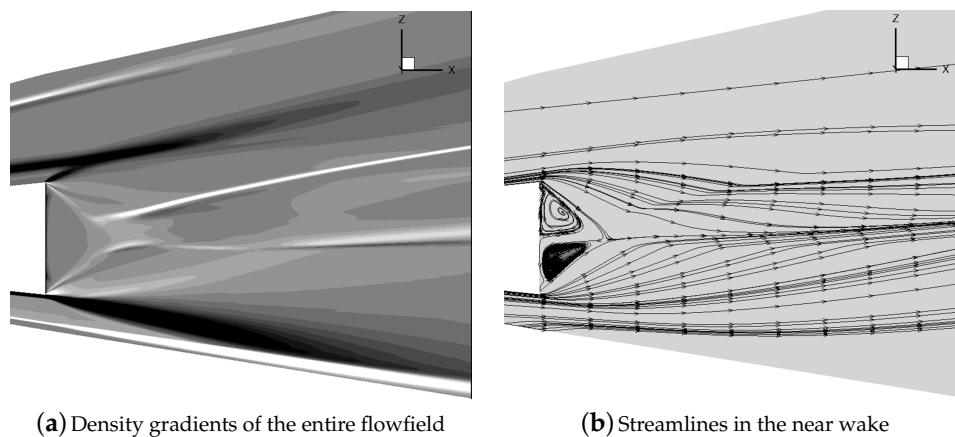 Z
X
Z
X
(a) Density gradients of the entire flowfield
(b) Streamlines in the near wake